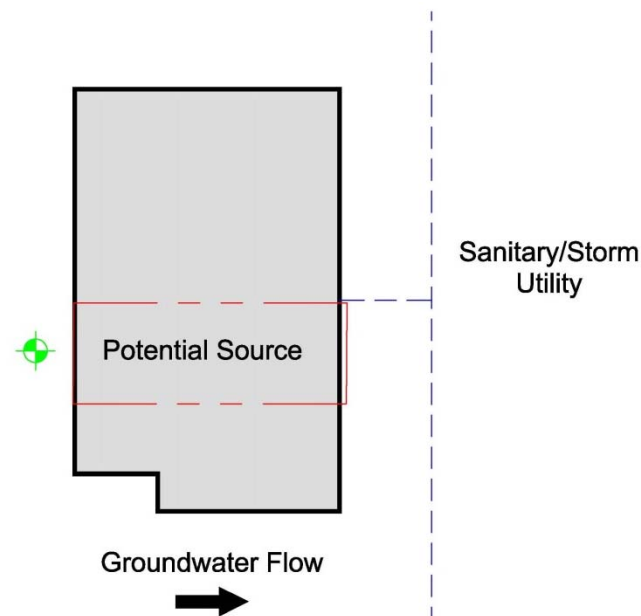 Sanitary/Storm
Utility
Potential Source
Groundwater Flow